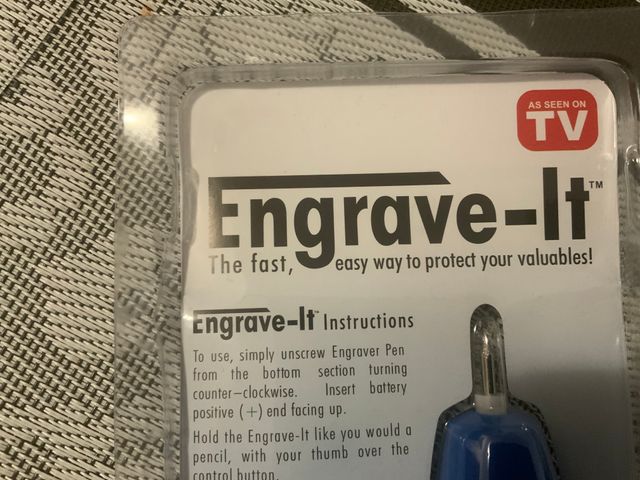 AS SEEN ON
TV
Engrave-It™
The fast, easy way to protect your valuables!
Engrave-It™ Instructions
To use, simply unscrew Engraver Pen
from the bottom section turning
counter-clockwise. Insert battery
positive (+) end facing up.
Hold the Engrave-It like you would a
pencil, with your thumb over the
control button.